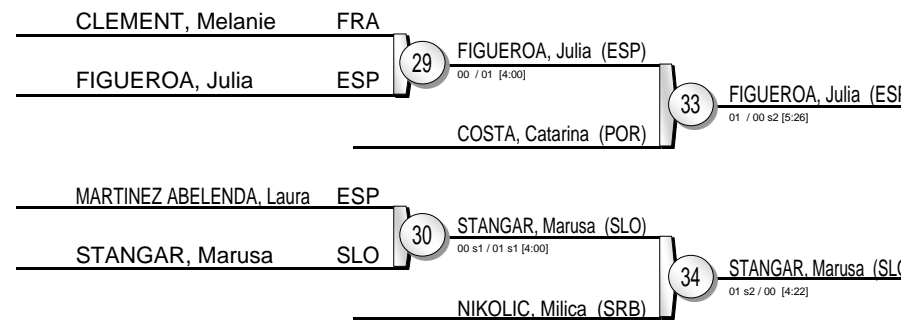 CLEMENT, Melanie FRA
29
FIGUEROA, Julia (ESP)
00 / 01 [4:00]
FIGUEROA, Julia ESP
33
FIGUEROA, Julia (ESP
01 / 00 s2 [5:26]
COSTA, Catarina (POR)
MARTINEZ ABELENDA, Laura ESP
30
STANGAR, Marusa (SLO)
00 s1 / 01 s1 [4:00]
STANGAR, Marusa SLO
34
STANGAR, Marusa (SLO
01 s2 / 00 [4:22]
NIKOLIC, Milica (SRB)